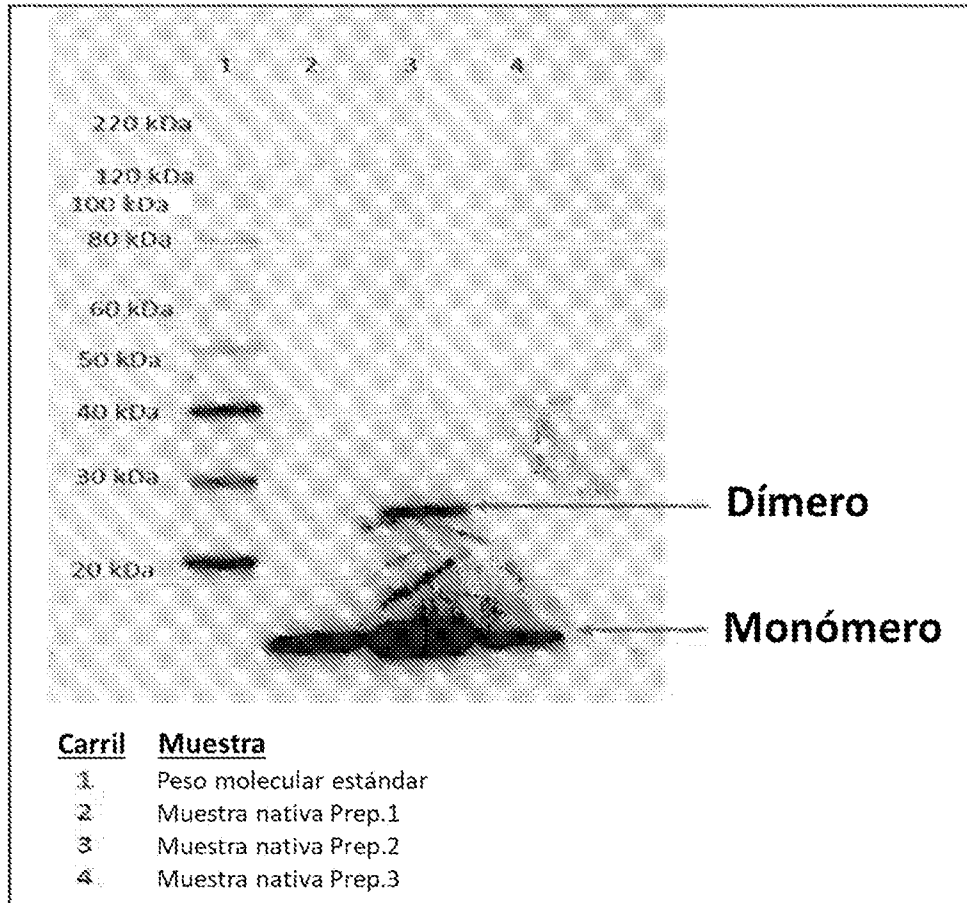 1 2 3 4
220 kDa
120 kDa
100 kDa
80 kDa
60 kDa
50 kDa
40 kDa
30 kDa
20 kDa
Dímero
Monómero
Carril Muestra
1 Peso molecular estándar
2 Muestra nativa Prep.1
3 Muestra nativa Prep.2
4 Muestra nativa Prep.3